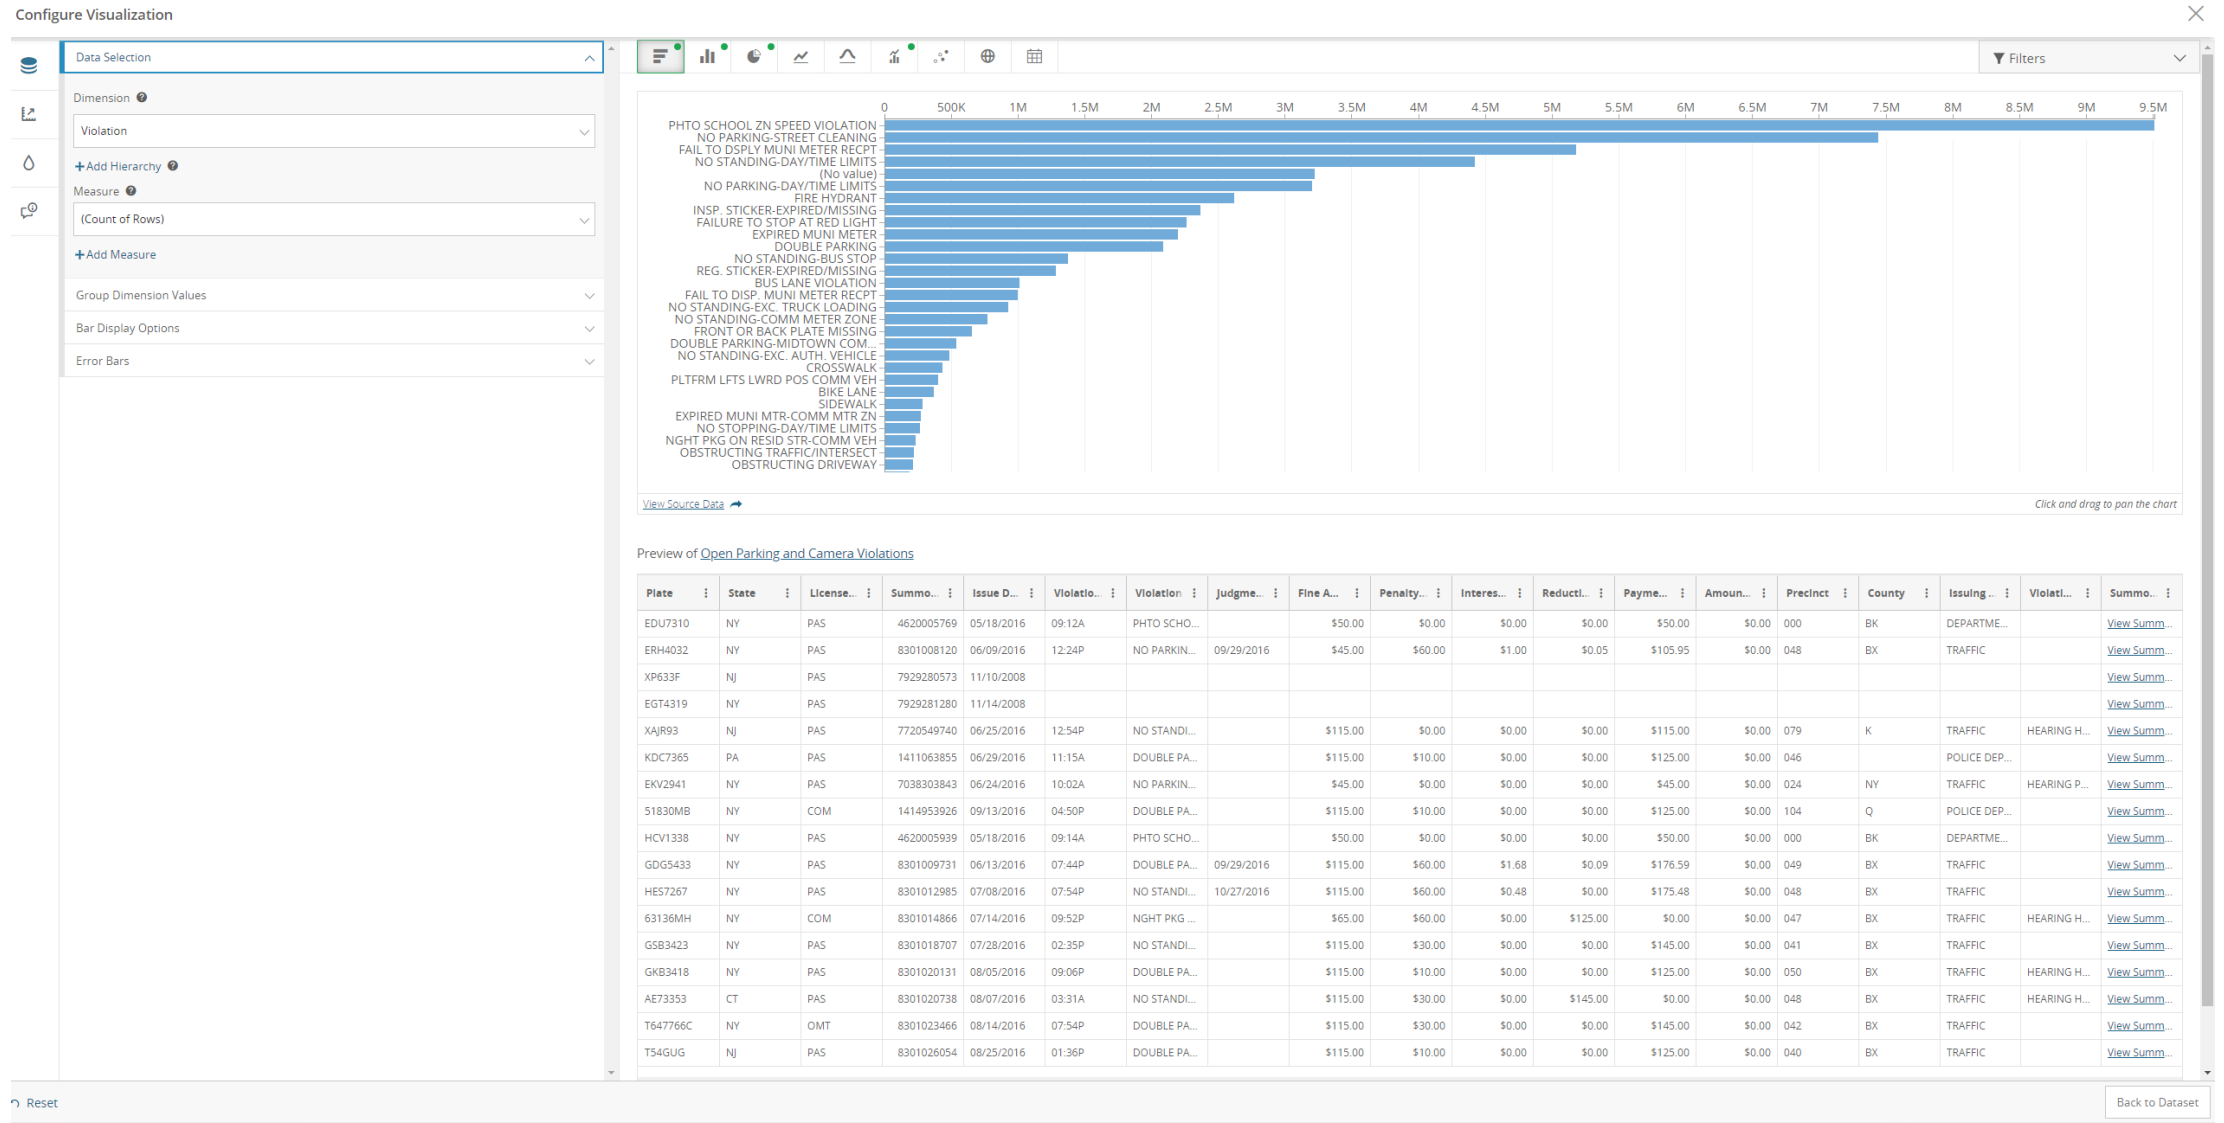 Configure Visualization
Data Selection
Filters
Dimension
Violation
Add Hierarchy
Measure
(Count of Rows)
Add Measure
Group Dimension Values
Bar Display Options
Error Bars
0 500K 1M 1.5M 2M 2.5M 3M 3.5M 4M 4.5M 5M 5.5M 6M 6.5M 7M 7.5M 8M 8.5M 9M 9.5M
PHTO SCHOOL ZN SPEED VIOLATION
NO PARKING-STREET CLEANING
FAIL TO DSPLY MUNI METER RECPT
NO STANDING-DAY/TIME LIMITS
(No value)
NO PARKING-DAY/TIME LIMITS
FIRE HYDRANT
INSP. STICKER-EXPIRED/MISSING
FAILURE TO STOP AT RED LIGHT
EXPIRED MUNI METER
DOUBLE PARKING
NO STANDING-BUS STOP
REG. STICKER-EXPIRED/MISSING
BUS LANE VIOLATION
FAIL TO DISP. MUNI METER RECPT
NO STANDING-EXC. TRUCK LOADING
NO STANDING-COMM METER ZONE
FRONT OR BACK PLATE MISSING
DOUBLE PARKING-MIDTOWN COM...
NO STANDING-EXC. AUTH. VEHICLE
CROSSWALK
PLTFRM LFTS LWRD POS COMM VEH
BIKE LANE
SIDEWALK
EXPIRED MUNI MTR-COMM MTR ZN
NO STOPPING-DAY/TIME LIMITS
NGHT PKG ON RESID STR-COMM VEH
OBSTRUCTING TRAFFIC/INTERSECT
OBSTRUCTING DRIVEWAY
View Source Data
Click and drag to pan the chart
Preview of Open Parking and Camera Violations
Plate State License... Summo... Issue D... Violatio... Violation Judgme... Fine A... Penalty... Interes... Reducti... Payme... Amoun... Precinct County Issuing ... Violati... Summo...
EDU7310 NY PAS 4620005769 05/18/2016 09:12A PHTO SCHO... $50.00 $0.00 $0.00 $0.00 $50.00 $0.00 000 BK DEPARTME... View Summ...
ERH4032 NY PAS 8301008120 06/09/2016 12:24P NO PARKIN... 09/29/2016 $45.00 $60.00 $1.00 $0.05 $105.95 $0.00 048 BX TRAFFIC View Summ...
XP633F NJ PAS 7929280573 11/10/2008 View Summ...
EGT4319 NY PAS 7929281280 11/14/2008 View Summ...
XAJR93 NJ PAS 7720549740 06/25/2016 12:54P NO STANDI... $115.00 $0.00 $0.00 $0.00 $115.00 $0.00 079 K TRAFFIC HEARING H... View Summ...
KDC7365 PA PAS 1411063855 06/29/2016 11:15A DOUBLE PA... $115.00 $10.00 $0.00 $0.00 $125.00 $0.00 046 POLICE DEP... View Summ...
EKV2941 NY PAS 7038303843 06/24/2016 10:02A NO PARKIN... $45.00 $0.00 $0.00 $0.00 $45.00 $0.00 024 NY TRAFFIC HEARING P... View Summ...
51830MB NY COM 1414953926 09/13/2016 04:50P DOUBLE PA... $115.00 $10.00 $0.00 $0.00 $125.00 $0.00 104 Q POLICE DEP... View Summ...
HCV1338 NY PAS 4620005939 05/18/2016 09:14A PHTO SCHO... $50.00 $0.00 $0.00 $0.00 $50.00 $0.00 000 BK DEPARTME... View Summ...
GDG5433 NY PAS 8301009731 06/13/2016 07:44P DOUBLE PA... 09/29/2016 $115.00 $60.00 $1.68 $0.09 $176.59 $0.00 049 BX TRAFFIC View Summ...
HES7267 NY PAS 8301012985 07/08/2016 07:54P NO STANDI... 10/27/2016 $115.00 $60.00 $0.48 $0.00 $175.48 $0.00 048 BX TRAFFIC View Summ...
63136MH NY COM 8301014866 07/14/2016 09:52P NGHT PKG ... $65.00 $60.00 $0.00 $125.00 $0.00 $0.00 047 BX TRAFFIC HEARING H... View Summ...
GSB3423 NY PAS 8301018707 07/28/2016 02:35P NO STANDI... $115.00 $30.00 $0.00 $0.00 $145.00 $0.00 041 BX TRAFFIC View Summ...
GKB3418 NY PAS 8301020131 08/05/2016 09:06P DOUBLE PA... $115.00 $10.00 $0.00 $0.00 $125.00 $0.00 050 BX TRAFFIC HEARING H... View Summ...
AE73353 CT PAS 8301020738 08/07/2016 03:31A NO STANDI... $115.00 $30.00 $0.00 $145.00 $0.00 $0.00 048 BX TRAFFIC HEARING H... View Summ...
T647766C NY OMT 8301023466 08/14/2016 07:54P DOUBLE PA... $115.00 $30.00 $0.00 $0.00 $145.00 $0.00 042 BX TRAFFIC View Summ...
T54GUG NJ PAS 8301026054 08/25/2016 01:36P DOUBLE PA... $115.00 $10.00 $0.00 $0.00 $125.00 $0.00 040 BX TRAFFIC View Summ...
Reset
Back to Dataset